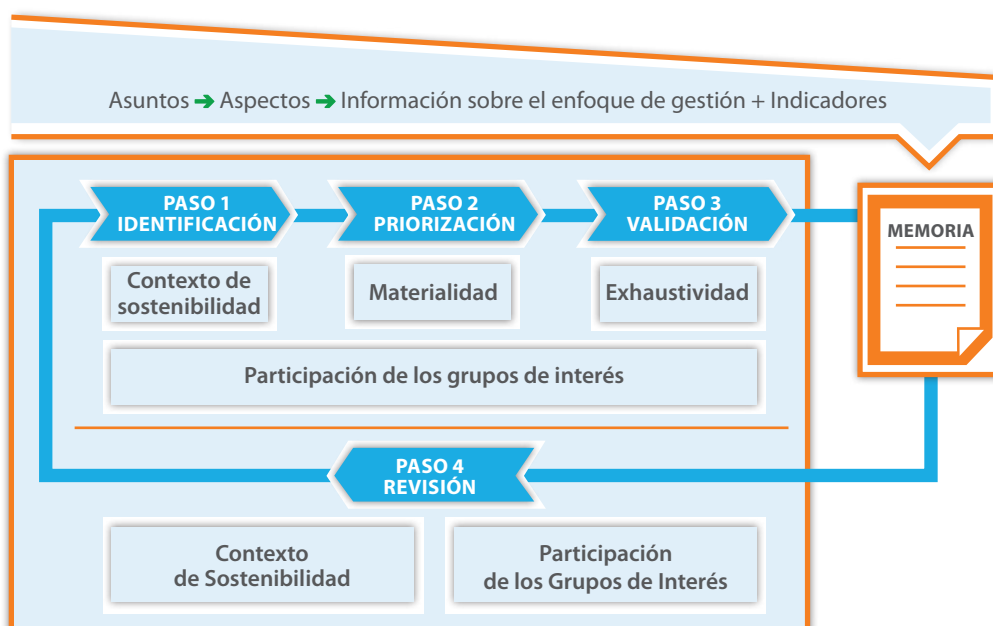 Asuntos ➔ Aspectos ➔ Información sobre el enfoque de gestión + Indicadores
PASO 1
IDENTIFICACIÓN
PASO 2
PRIORIZACIÓN
PASO 3
VALIDACIÓN
MEMORIA
Contexto de
sostenibilidad
Materialidad
Exhaustividad
Participación de los grupos de interés
PASO 4
REVISIÓN
Contexto
de Sostenibilidad
Participación
de los Grupos de Interés